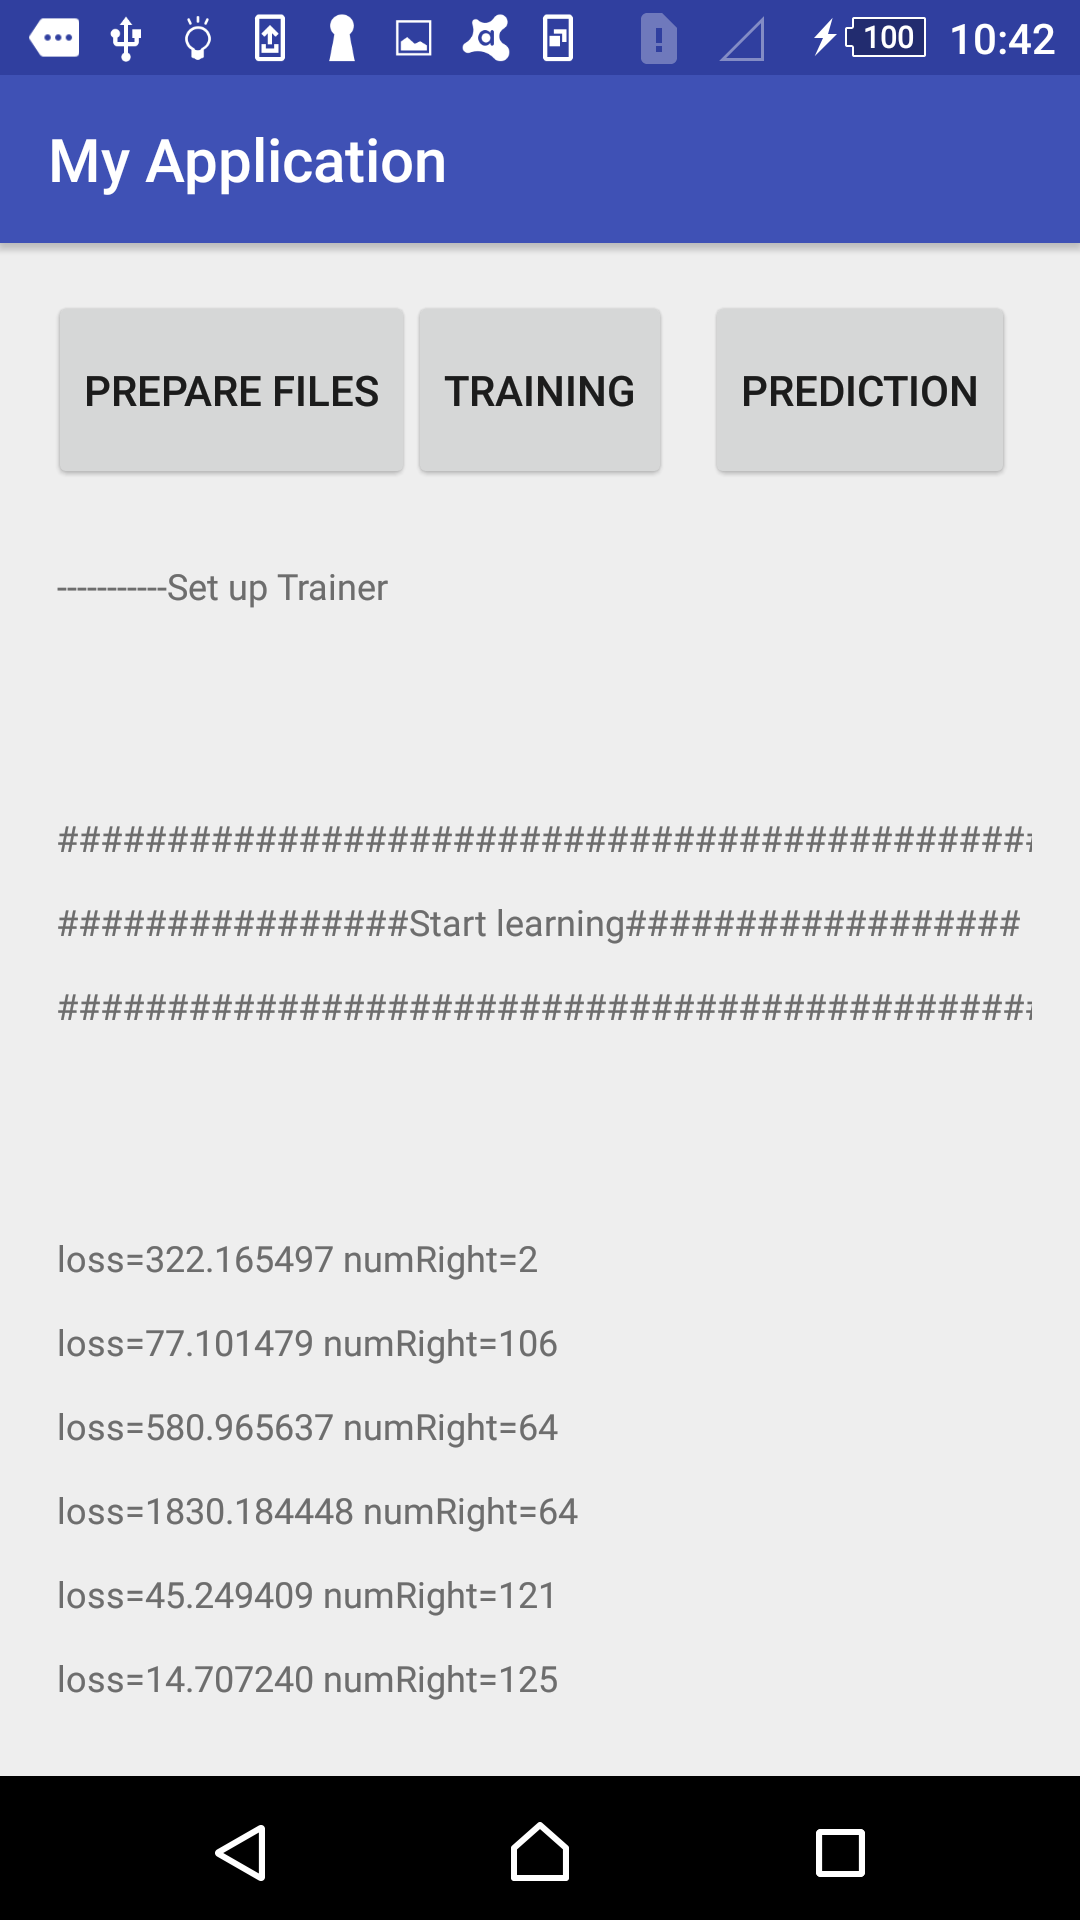 100 10:42
My Application
PREPARE FILES TRAINING PREDICTION
-----------Set up Trainer
#############################################
################Start learning##################
#############################################
loss=322.165497 numRight=2
loss=77.101479 numRight=106
loss=580.965637 numRight=64
loss=1830.184448 numRight=64
loss=45.249409 numRight=121
loss=14.707240 numRight=125